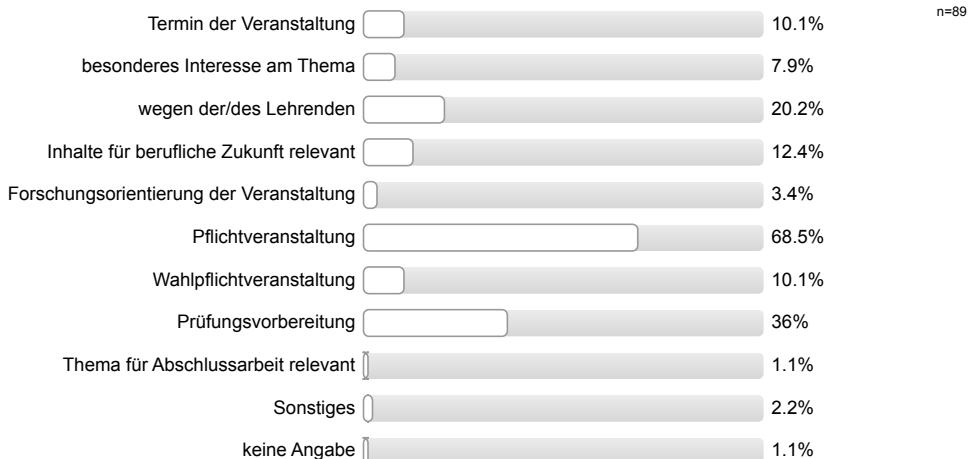 n=89
Termin der Veranstaltung 10.1%
besonderes Interesse am Thema 7.9%
wegen der/des Lehrenden 20.2%
Inhalte für berufliche Zukunft relevant 12.4%
Forschungsorientierung der Veranstaltung 3.4%
Pflichtveranstaltung 68.5%
Wahlpflichtveranstaltung 10.1%
Prüfungsvorbereitung 36%
Thema für Abschlussarbeit relevant 1.1%
Sonstiges 2.2%
keine Angabe 1.1%